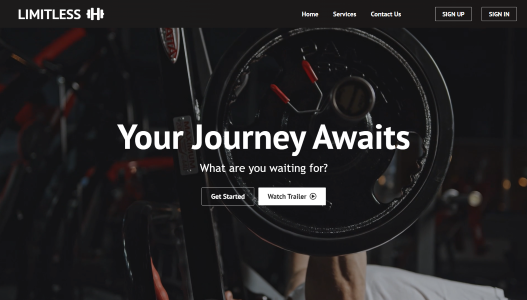 LIMITLESS
Home Services Contact Us SIGN UP SIGN IN
Your Journey Awaits
What are you waiting for?
Get Started Watch Trailer